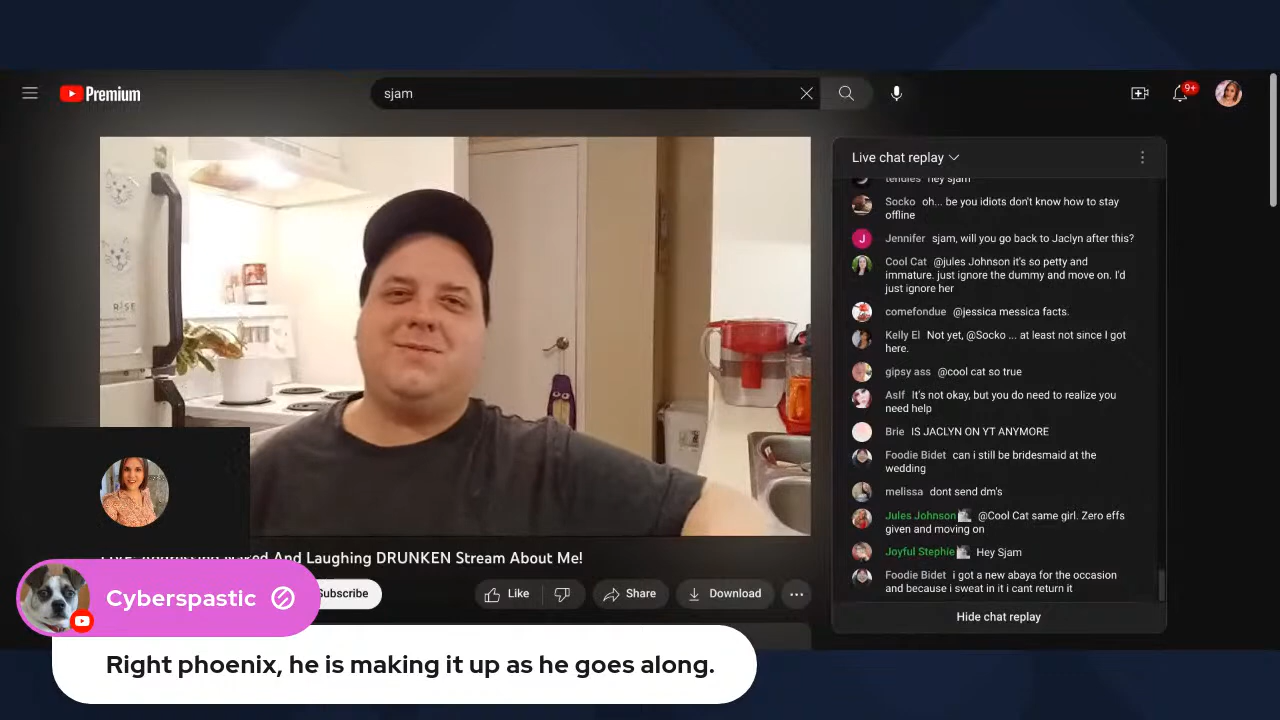 Premium
sjam
9+
Live chat replay
tendies hey sjam
Socko oh... be you idiots don't know how to stay
offline
J Jennifer sjam, will you go back to Jaclyn after this?
Cool Cat @jules Johnson it's so petty and
immature. just ignore the dummy and move on. I'd
just ignore her
comefondue @jessica messica facts.
Kelly El Not yet, @Socko ... at least not since I got
here.
gipsy ass @cool cat so true
AsIf It's not okay, but you do need to realize you
need help
Brie IS JACLYN ON YT ANYMORE
Foodie Bidet can i still be bridesmaid at the
wedding
melissa dont send dm's
Jules Johnson @Cool Cat same girl. Zero effs
given and moving on
Joyful Stephie Hey Sjam
Foodie Bidet i got a new abaya for the occasion
and because i sweat in it i cant return it
Hide chat replay
RISE
And Laughing DRUNKEN Stream About Me!
Subscribe
Like
Share
Download
Cyberspastic
Right phoenix, he is making it up as he goes along.